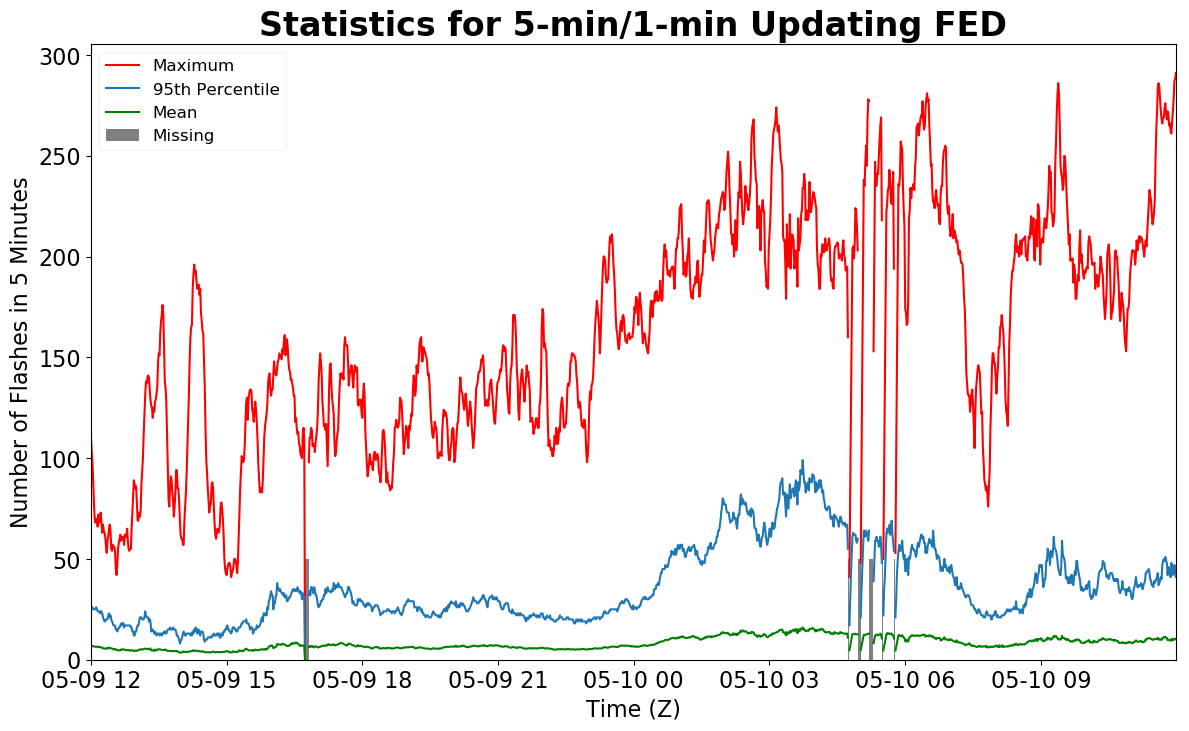 Statistics for 5-min/1-min Updating FED
Number of Flashes in 5 Minutes
300
250
200
150
100
50
0
Maximum
95th Percentile
Mean
Missing
05-09 12
05-09 15
05-09 18
05-09 21
05-10 00
05-10 03
05-10 06
05-10 09
Time (Z)